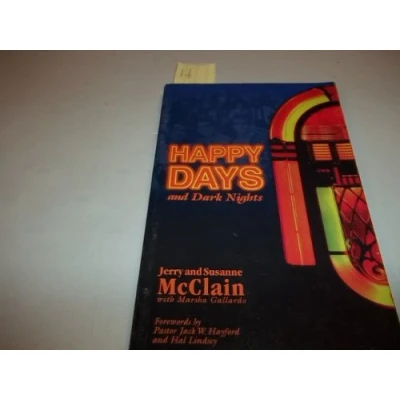 HAPPY
DAYS
and Dark Nights
Jerry and Susanne
McClain
with Marsha Gallardo
Forewords by
Pastor Jack W. Hayford
and Hal Lindsey